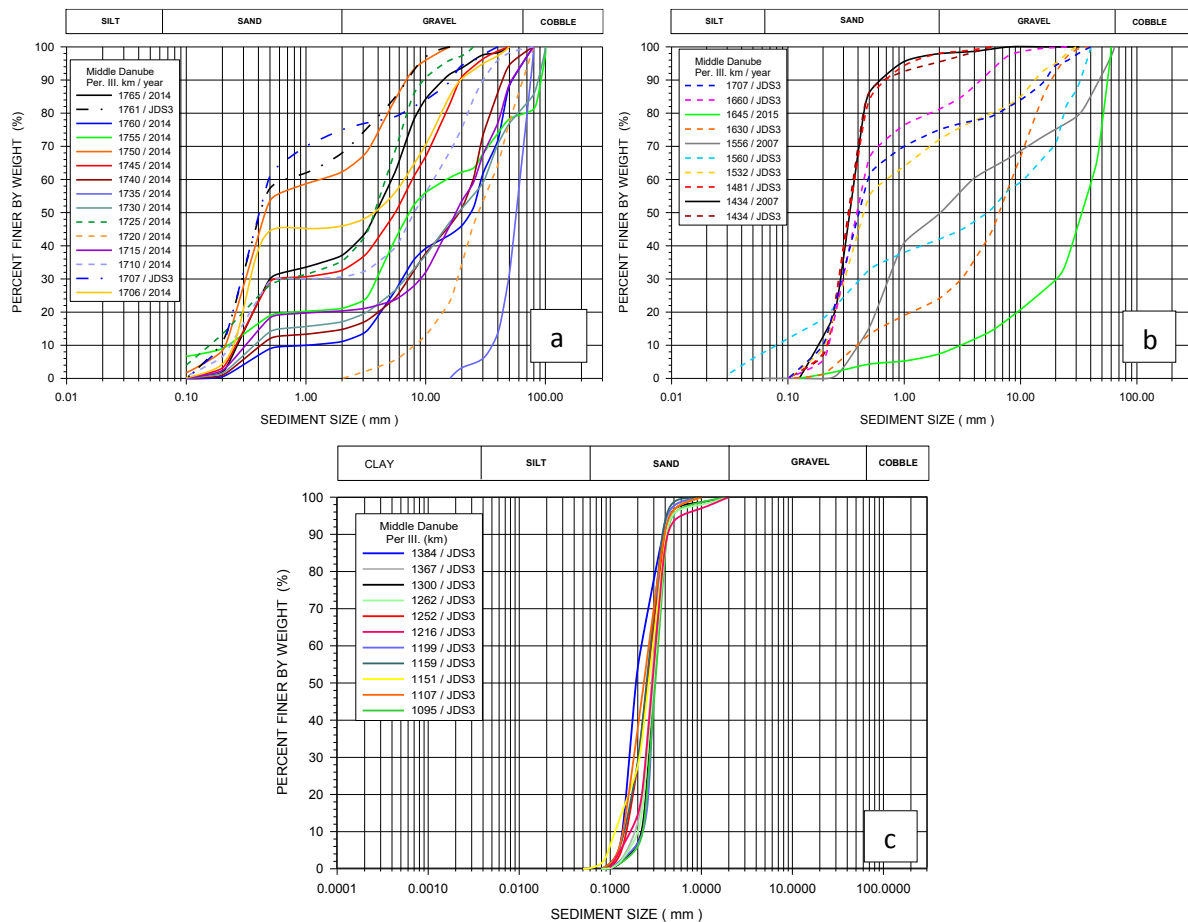 SILT SAND GRAVEL COBBLE
100
90
80
70
60
50
40
30
20
10
0
PERCENT FINER BY WEIGHT (%)
Middle Danube
Per. III. km / year
1765 / 2014
1761 / JDS3
1760 / 2014
1755 / 2014
1750 / 2014
1745 / 2014
1740 / 2014
1735 / 2014
1730 / 2014
1725 / 2014
1720 / 2014
1715 / 2014
1710 / 2014
1707 / JDS3
1706 / 2014
a
0.01 0.10 1.00 10.00 100.00
SEDIMENT SIZE ( mm )
SILT SAND GRAVEL COBBLE
100
90
80
70
60
50
40
30
20
10
0
PERCENT FINER BY WEIGHT (%)
Middle Danube
Per. III. km / year
1707 / JDS3
1660 / JDS3
1645 / 2015
1630 / JDS3
1556 / 2007
1560 / JDS3
1532 / JDS3
1481 / JDS3
1434 / 2007
1434 / JDS3
b
0.01 0.10 1.00 10.00 100.00
SEDIMENT SIZE ( mm )
CLAY SILT SAND GRAVEL COBBLE
100
90
80
70
60
50
40
30
20
10
0
PERCENT FINER BY WEIGHT (%)
Middle Danube
Per III. (km)
1384 / JDS3
1367 / JDS3
1300 / JDS3
1262 / JDS3
1252 / JDS3
1216 / JDS3
1199 / JDS3
1159 / JDS3
1151 / JDS3
1107 / JDS3
1095 / JDS3
c
0.0001 0.0010 0.0100 0.1000 1.0000 10.0000 100.0000
SEDIMENT SIZE ( mm )